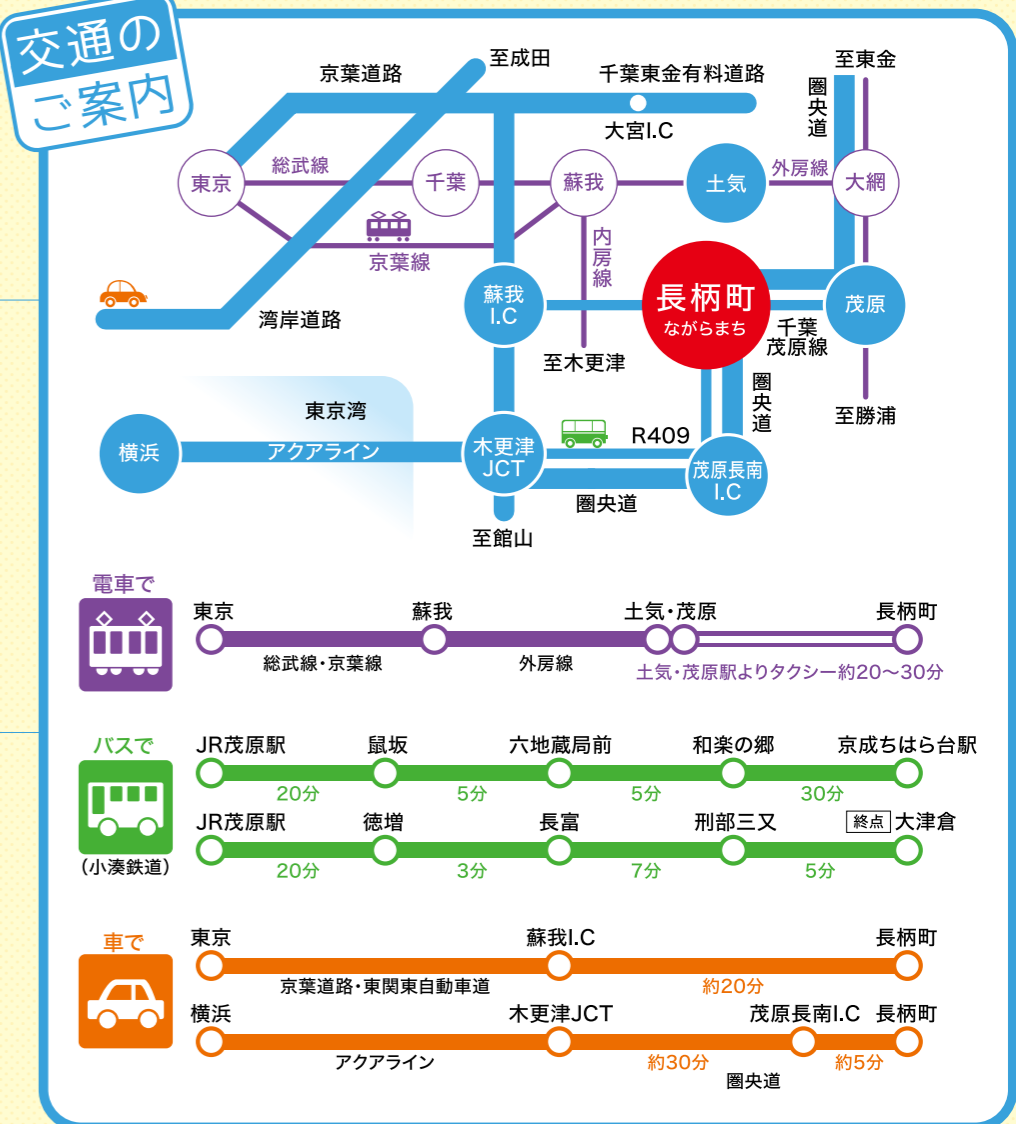 交通の
ご案内
至成田
至東金
京葉道路
千葉東金有料道路
圏央道
大宮I.C
東京
総武線
千葉
蘇我
土気
外房線
大網
京葉線
内房線
湾岸道路
蘇我
I.C
長柄町
ながらまち
千葉
茂原線
茂原
至木更津
圏央道
至勝浦
東京湾
横浜
アクアライン
木更津
JCT
R409
茂原長南
I.C
圏央道
至館山
電車で
東京
蘇我
土気・茂原
長柄町
総武線・京葉線
外房線
土気・茂原駅よりタクシー約20〜30分
バスで
(小湊鉄道)
JR茂原駅
鼠坂
六地蔵局前
和楽の郷
京成ちはら台駅
20分
5分
5分
30分
JR茂原駅
徳増
長富
刑部三又
終点 大津倉
20分
3分
7分
5分
車で
東京
蘇我I.C
長柄町
京葉道路・東関東自動車道
約20分
横浜
木更津JCT
茂原長南I.C
長柄町
アクアライン
約30分
約5分
圏央道